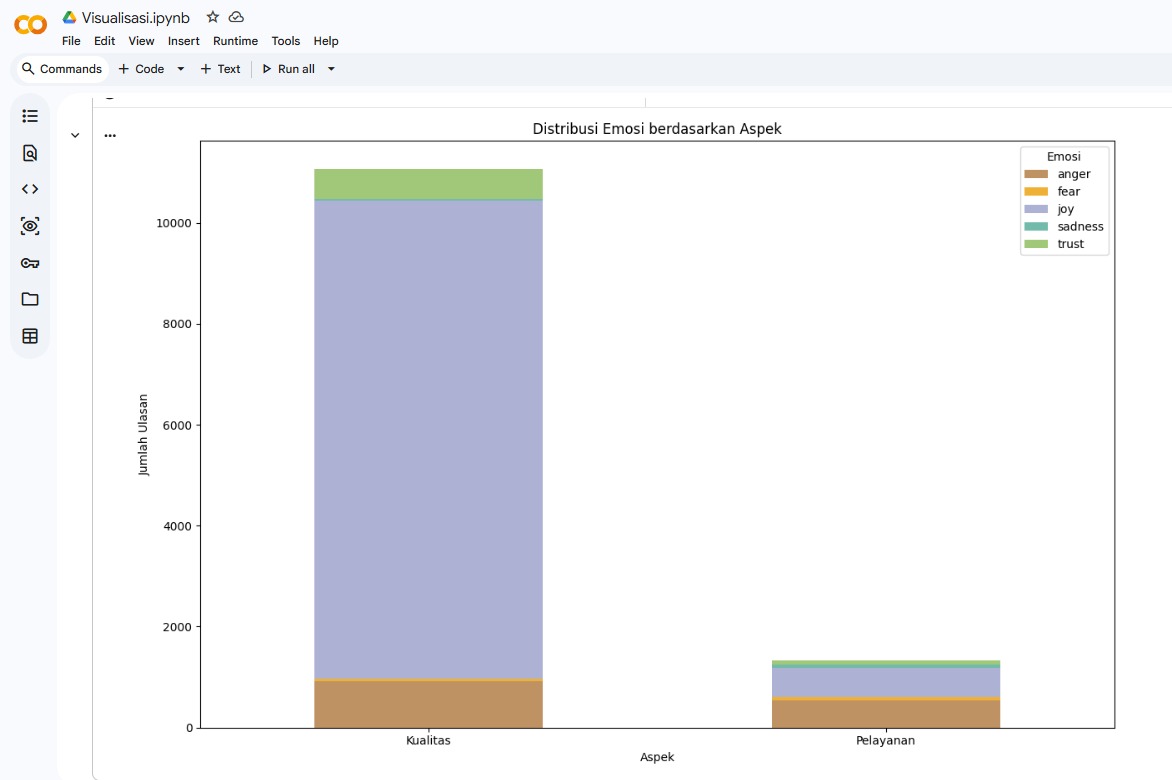 Visualisasi.ipynb
File Edit View Insert Runtime Tools Help
Commands + Code + Text Run all
Distribusi Emosi berdasarkan Aspek
Emosi
anger
fear
joy
sadness
trust
10000
8000
6000
4000
2000
0
Jumlah Ulasan
Kualitas Pelayanan
Aspek